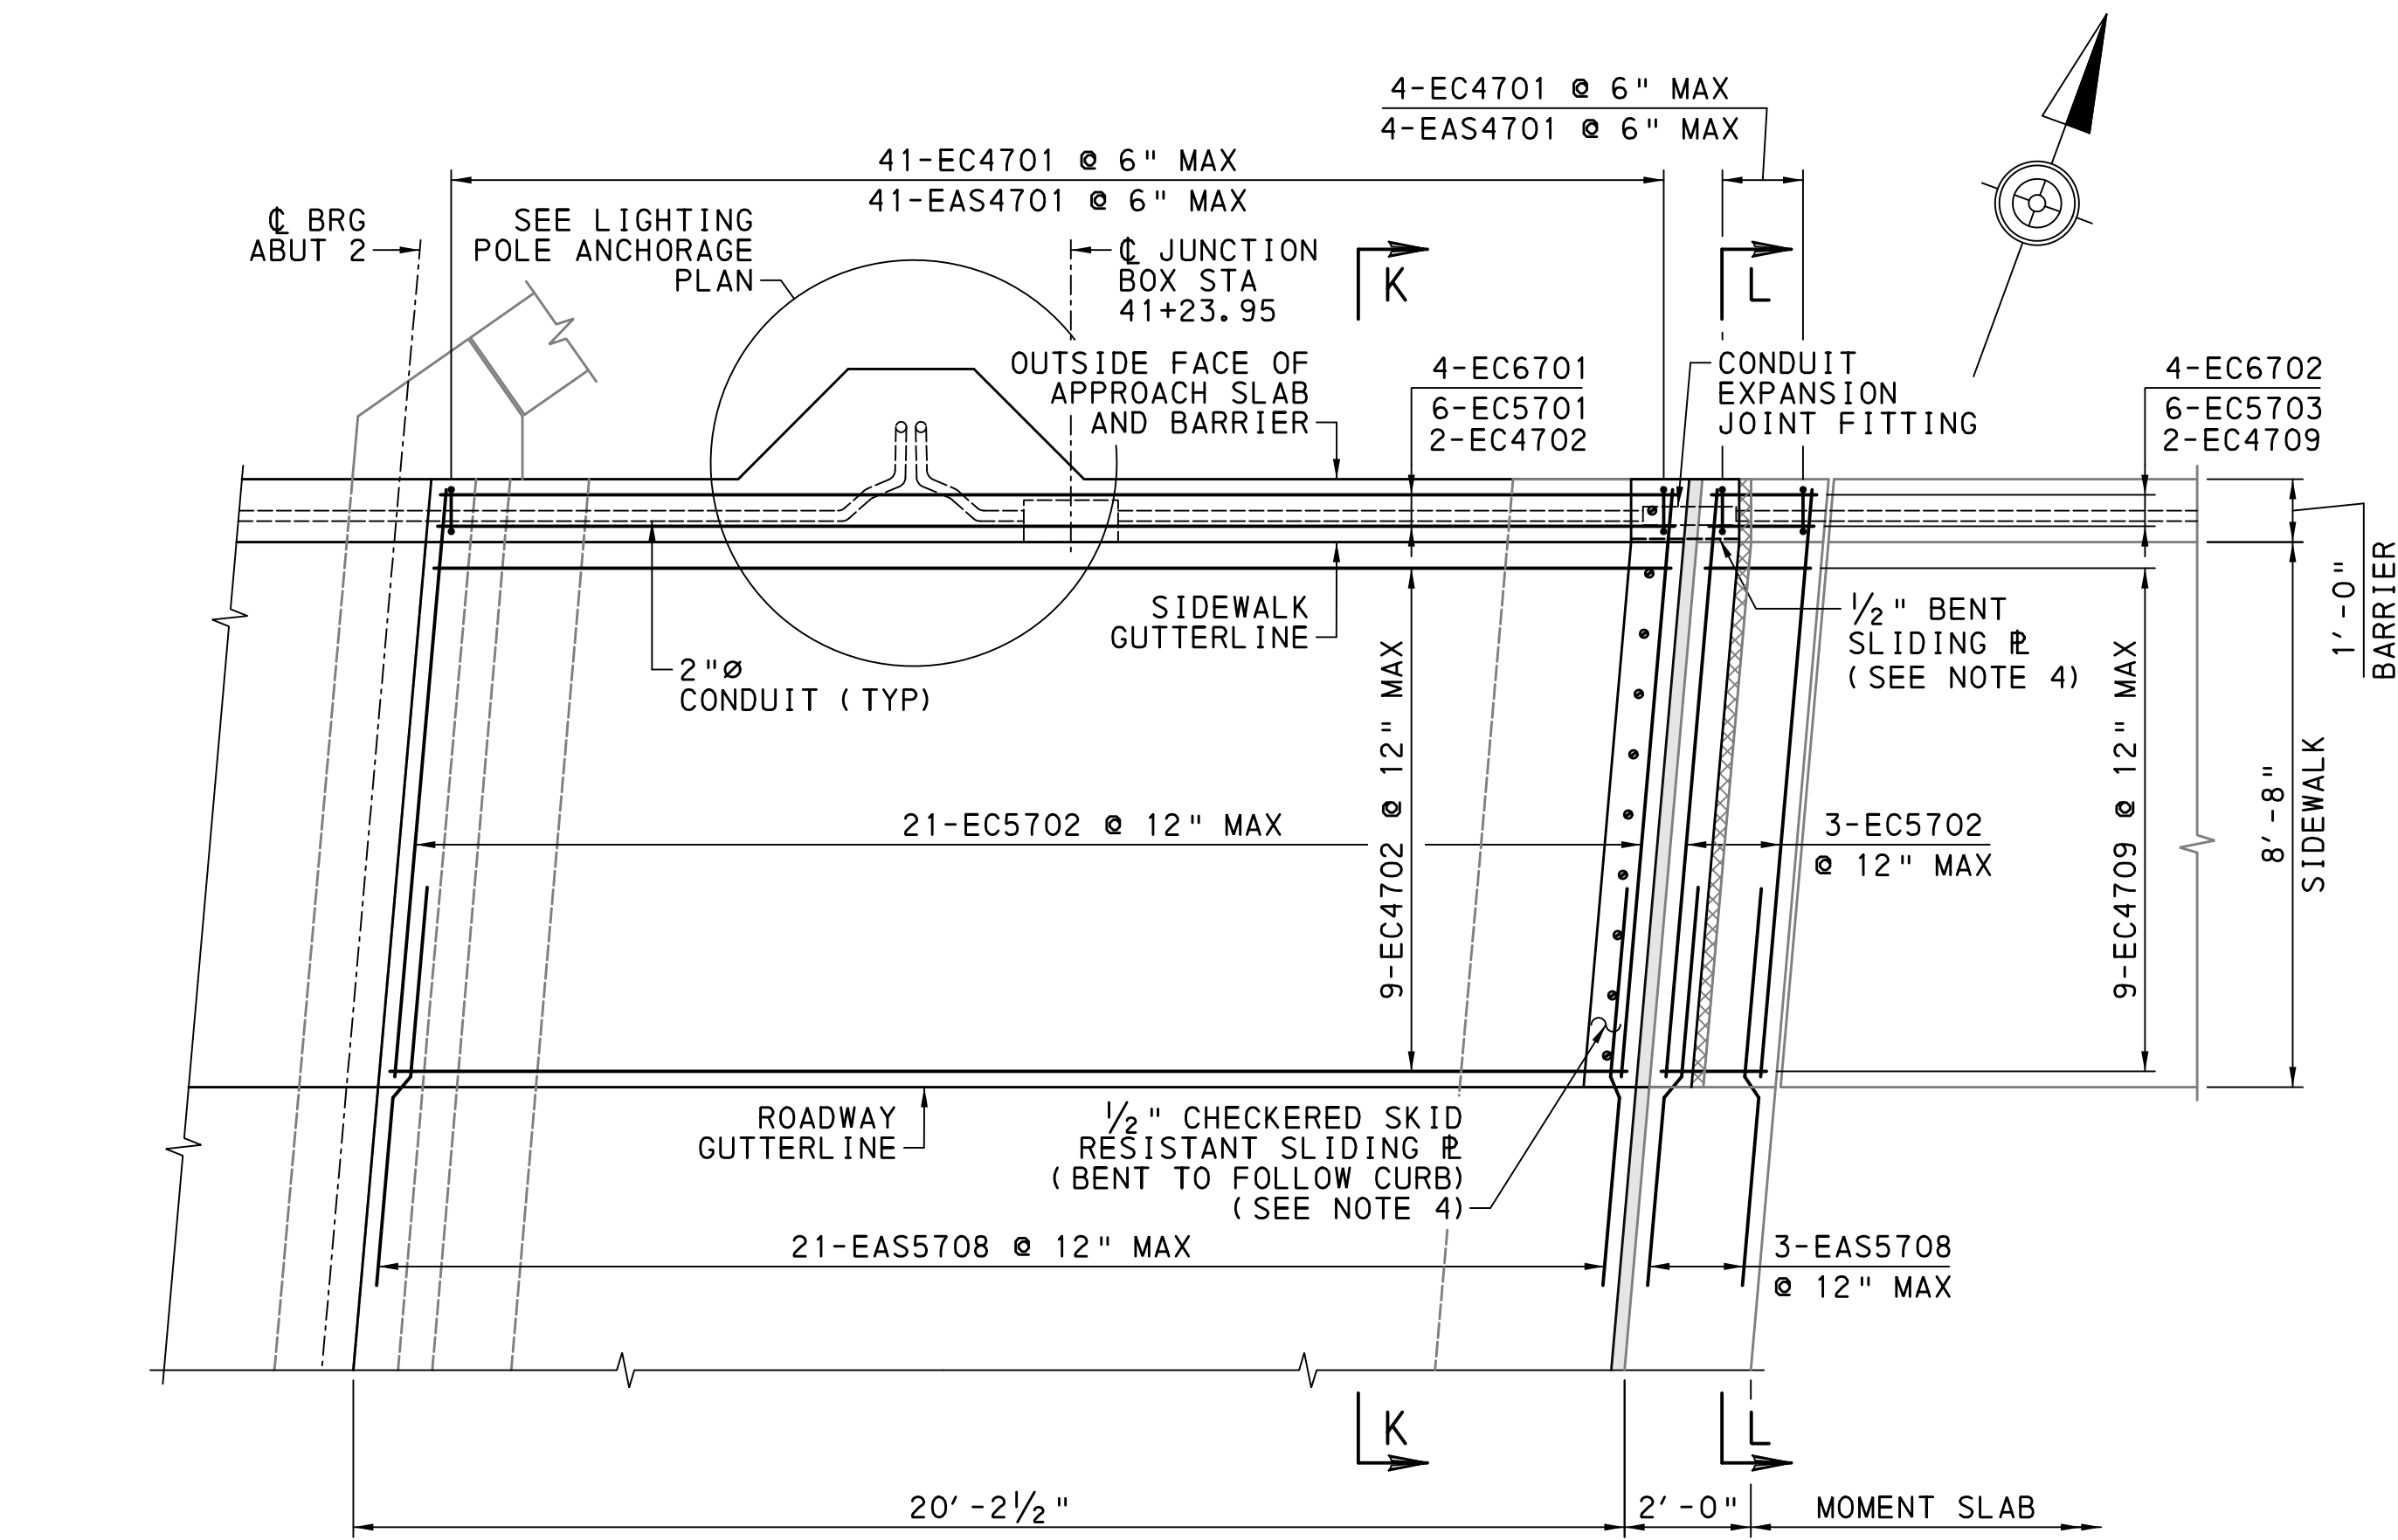 4-EC4701 @ 6" MAX
4-EAS4701 @ 6" MAX
41-EC4701 @ 6" MAX
41-EAS4701 @ 6" MAX
℄ BRG
ABUT 2
SEE LIGHTING
POLE ANCHORAGE
PLAN
℄ JUNCTION
BOX STA
41+23.95
K
L
OUTSIDE FACE OF
APPROACH SLAB
AND BARRIER
4-EC6701
6-EC5701
2-EC4702
CONDUIT
EXPANSION
JOINT FITTING
4-EC6702
6-EC5703
2-EC4709
1'-0"
BARRIER
SIDEWALK
GUTTERLINE
½" BENT
SLIDING ⅊
(SEE NOTE 4)
2"Ø
CONDUIT (TYP)
9-EC4702 @ 12" MAX
9-EC4709 @ 12" MAX
8'-8"
SIDEWALK
21-EC5702 @ 12" MAX
3-EC5702
@ 12" MAX
ROADWAY
GUTTERLINE
½" CHECKERED SKID
RESISTANT SLIDING ⅊
(BENT TO FOLLOW CURB)
(SEE NOTE 4)
21-EAS5708 @ 12" MAX
3-EAS5708
@ 12" MAX
K
L
20'-2½"
2'-0"
MOMENT SLAB